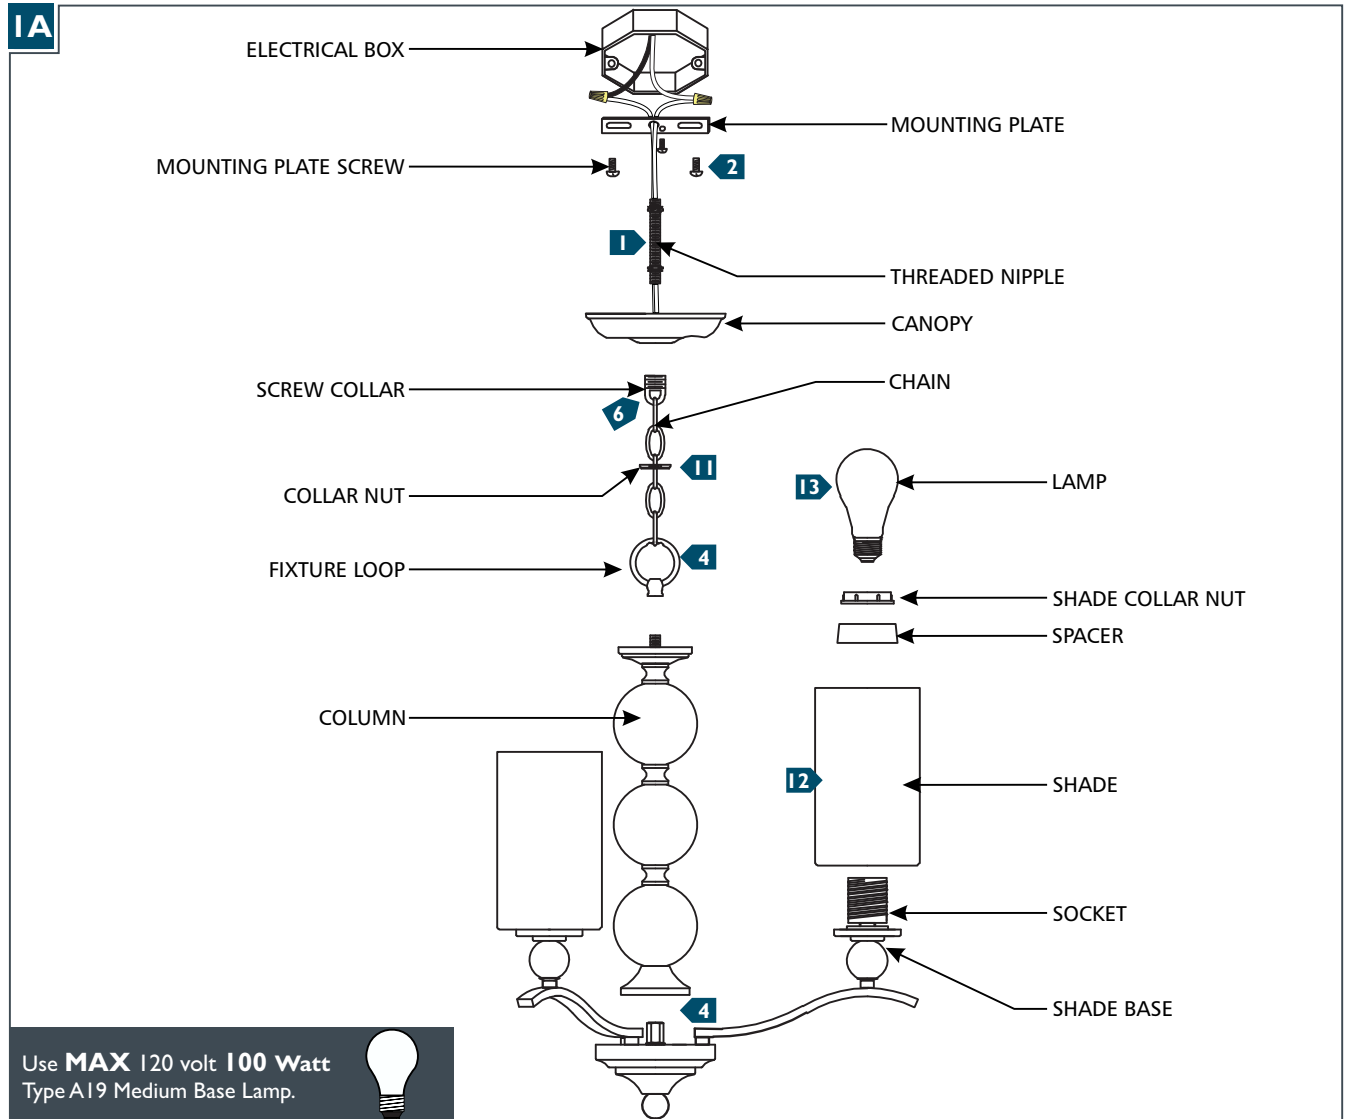 1A
ELECTRICAL BOX
MOUNTING PLATE
MOUNTING PLATE SCREW
2
1
THREADED NIPPLE
CANOPY
SCREW COLLAR
CHAIN
6
11
COLLAR NUT
13
LAMP
4
FIXTURE LOOP
SHADE COLLAR NUT
SPACER
COLUMN
12
SHADE
SOCKET
4
SHADE BASE
Use MAX 120 volt 100 Watt
Type A19 Medium Base Lamp.